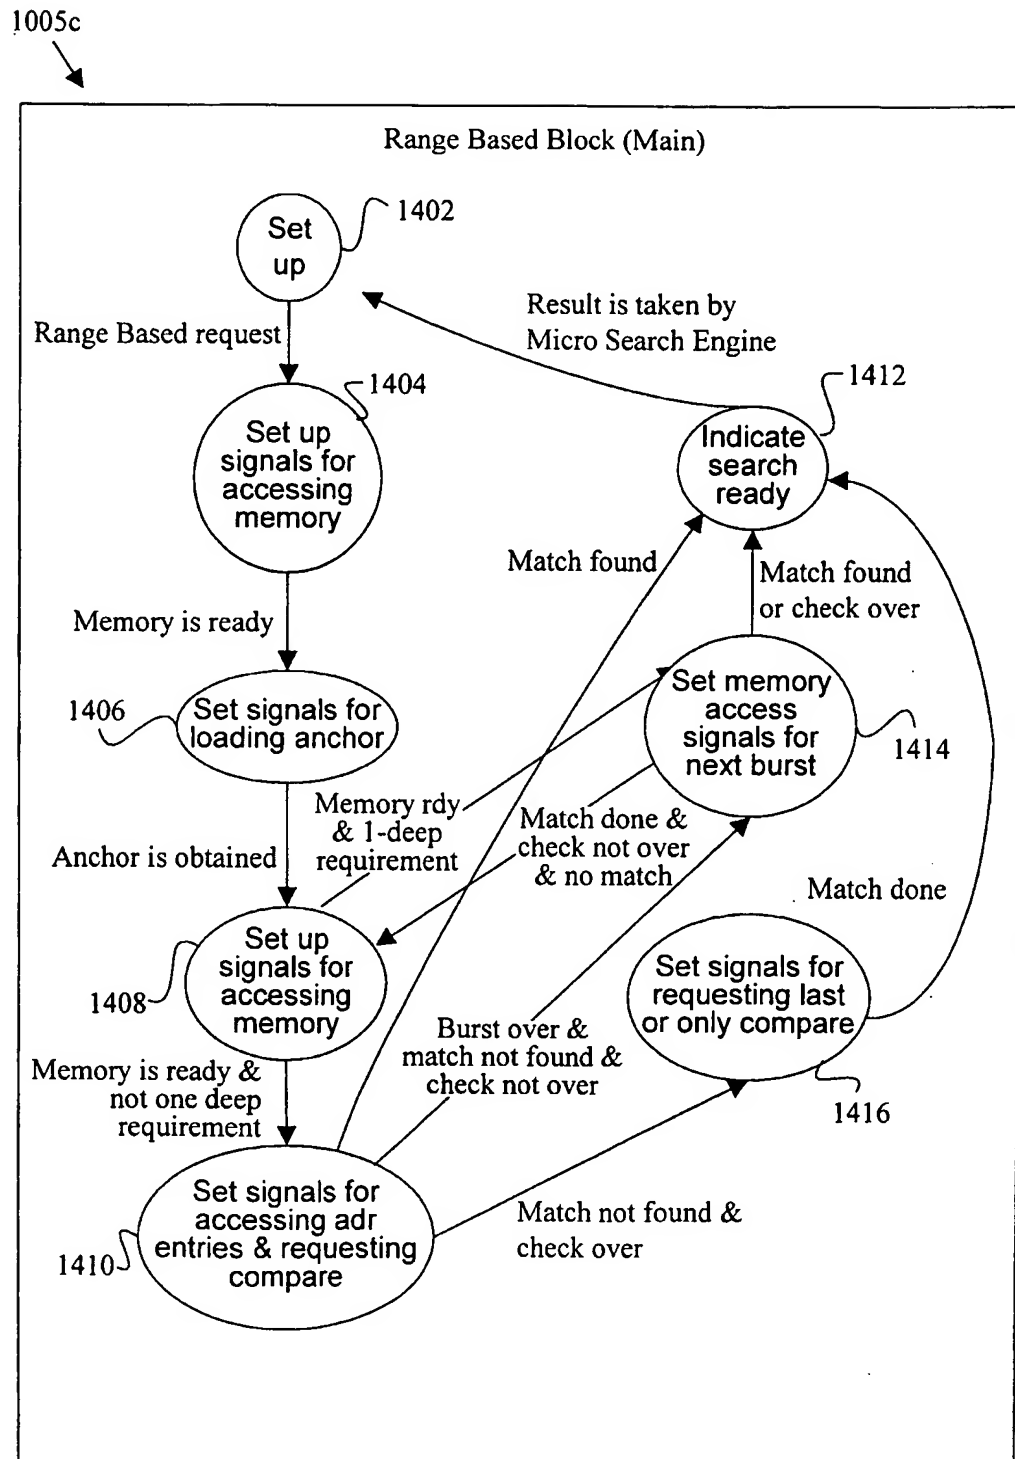 1005c
Range Based Block (Main)
Set
up
1402
Range Based request
Result is taken by
Micro Search Engine
1404
1412
Set up
signals for
accessing
memory
Indicate
search
ready
Match found
Match found
or check over
Memory is ready
1406
Set signals for
loading anchor
Set memory
access
signals for
next burst
1414
Anchor is obtained
Memory rdy
& 1-deep
requirement
Match done &
check not over
& no match
Match done
1408
Set up
signals for
accessing
memory
Set signals for
requesting last
or only compare
1416
Memory is ready &
not one deep
requirement
Burst over &
match not found &
check not over
Set signals for
accessing adr
entries & requesting
compare
1410
Match not found &
check over